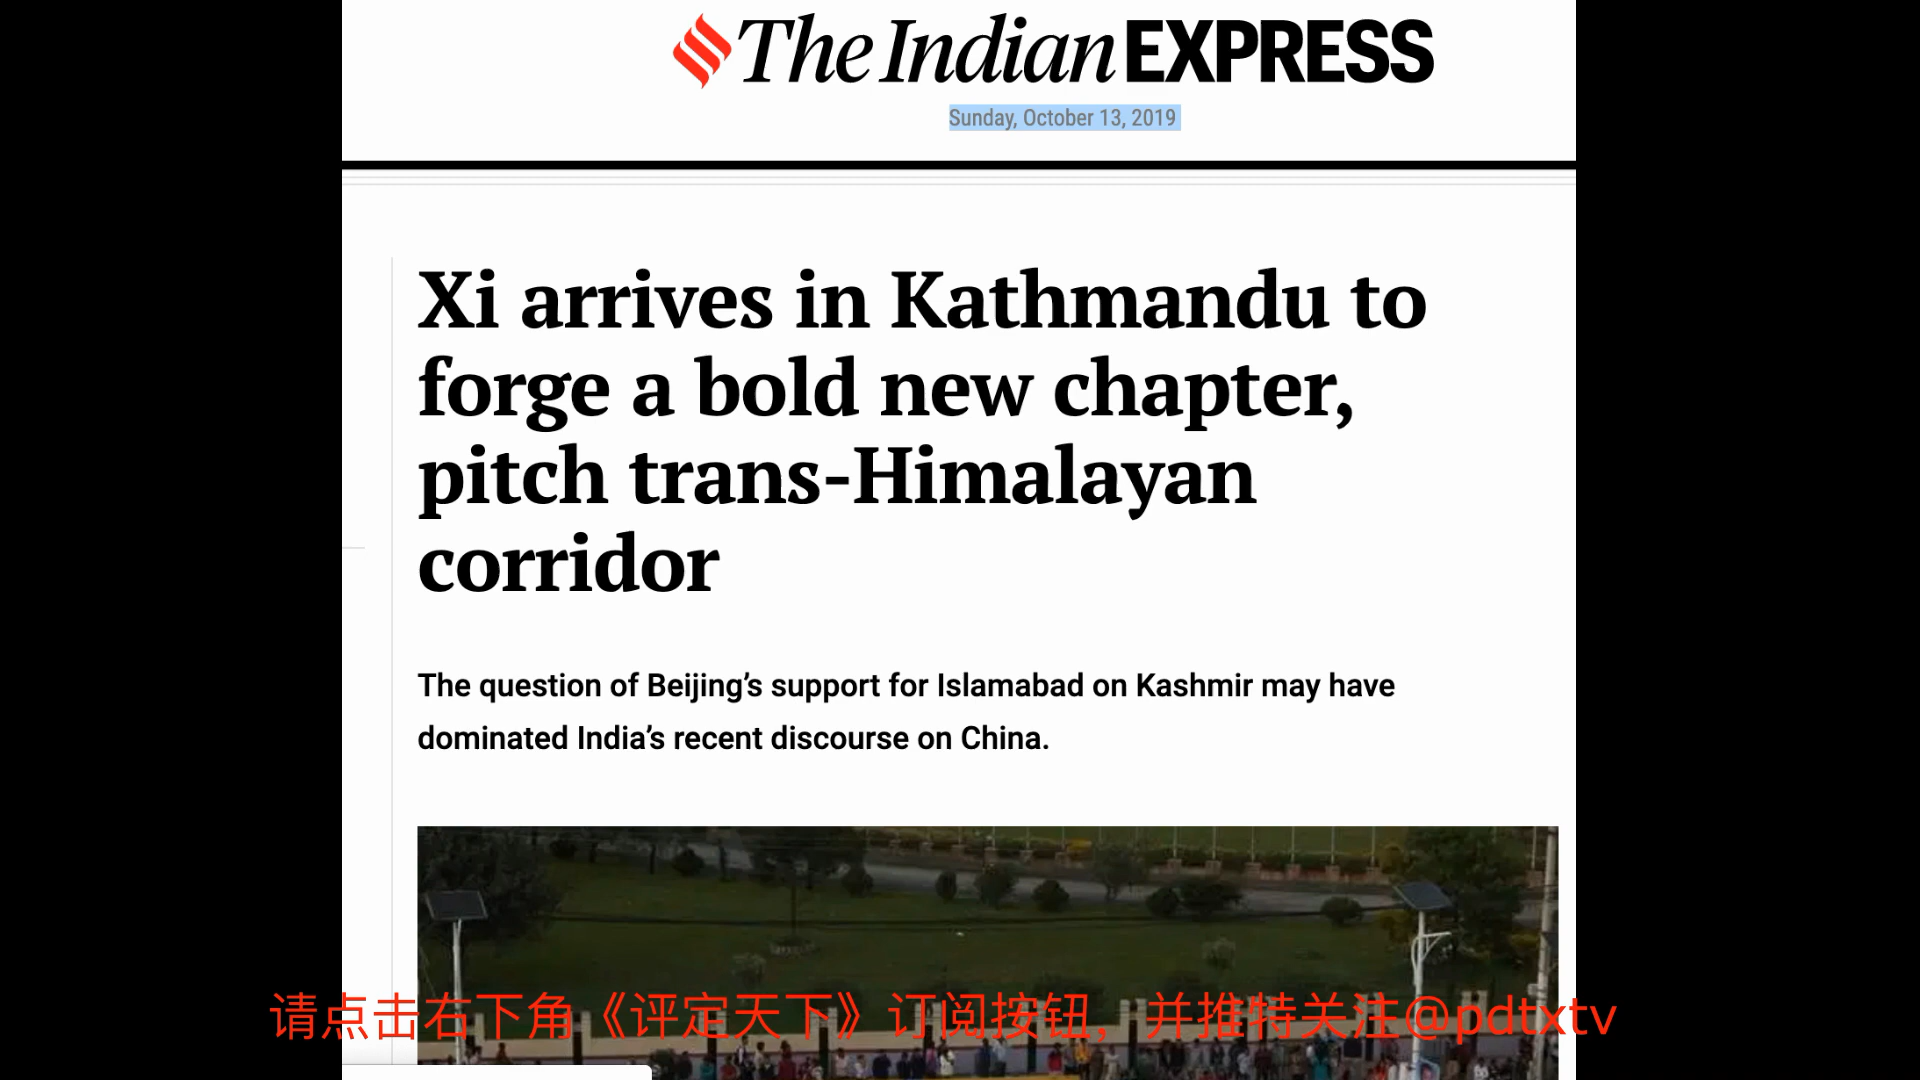 The Indian EXPRESS
Sunday, October 13, 2019
Xi arrives in Kathmandu to
forge a bold new chapter,
pitch trans-Himalayan
corridor
The question of Beijing’s support for Islamabad on Kashmir may have
dominated India’s recent discourse on China.
请点击右下角《评定天下》订阅按钮，并推特关注@pdtxtv